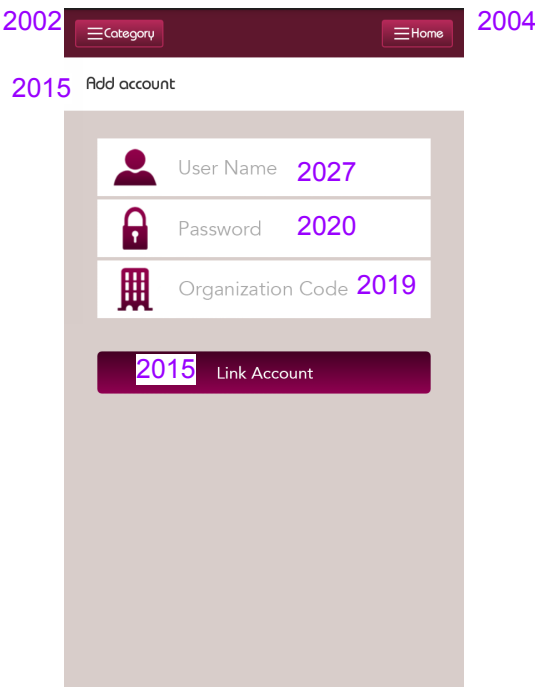 2002 Category Home 2004
2015 Add account
User Name 2027
Password 2020
Organization Code 2019
2015 Link Account